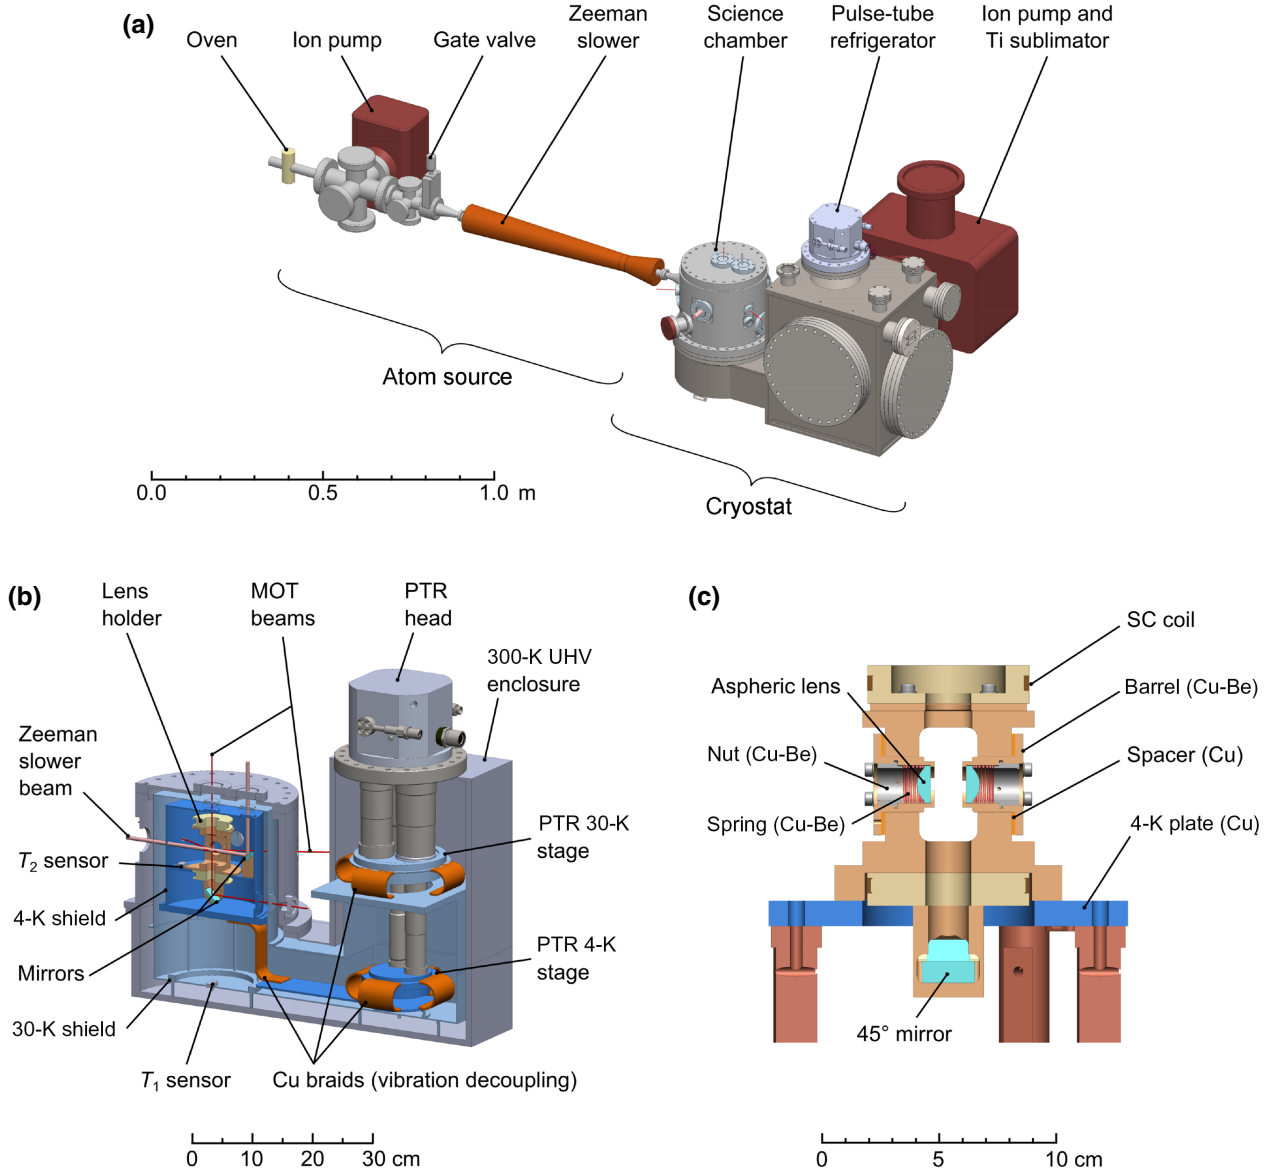 (a)
Oven
Ion pump
Gate valve
Zeeman
slower
Science
chamber
Pulse-tube
refrigerator
Ion pump and
Ti sublimator
Atom source
Cryostat
0.0 0.5 1.0 m
(b)
Lens
holder
MOT
beams
PTR
head
300-K UHV
enclosure
Zeeman
slower
beam
T2 sensor
4-K shield
Mirrors
30-K shield
T1 sensor
Cu braids (vibration decoupling)
PTR 30-K
stage
PTR 4-K
stage
0 10 20 30 cm
(c)
SC coil
Aspheric lens
Barrel (Cu-Be)
Nut (Cu-Be)
Spacer (Cu)
Spring (Cu-Be)
4-K plate (Cu)
45° mirror
0 5 10 cm